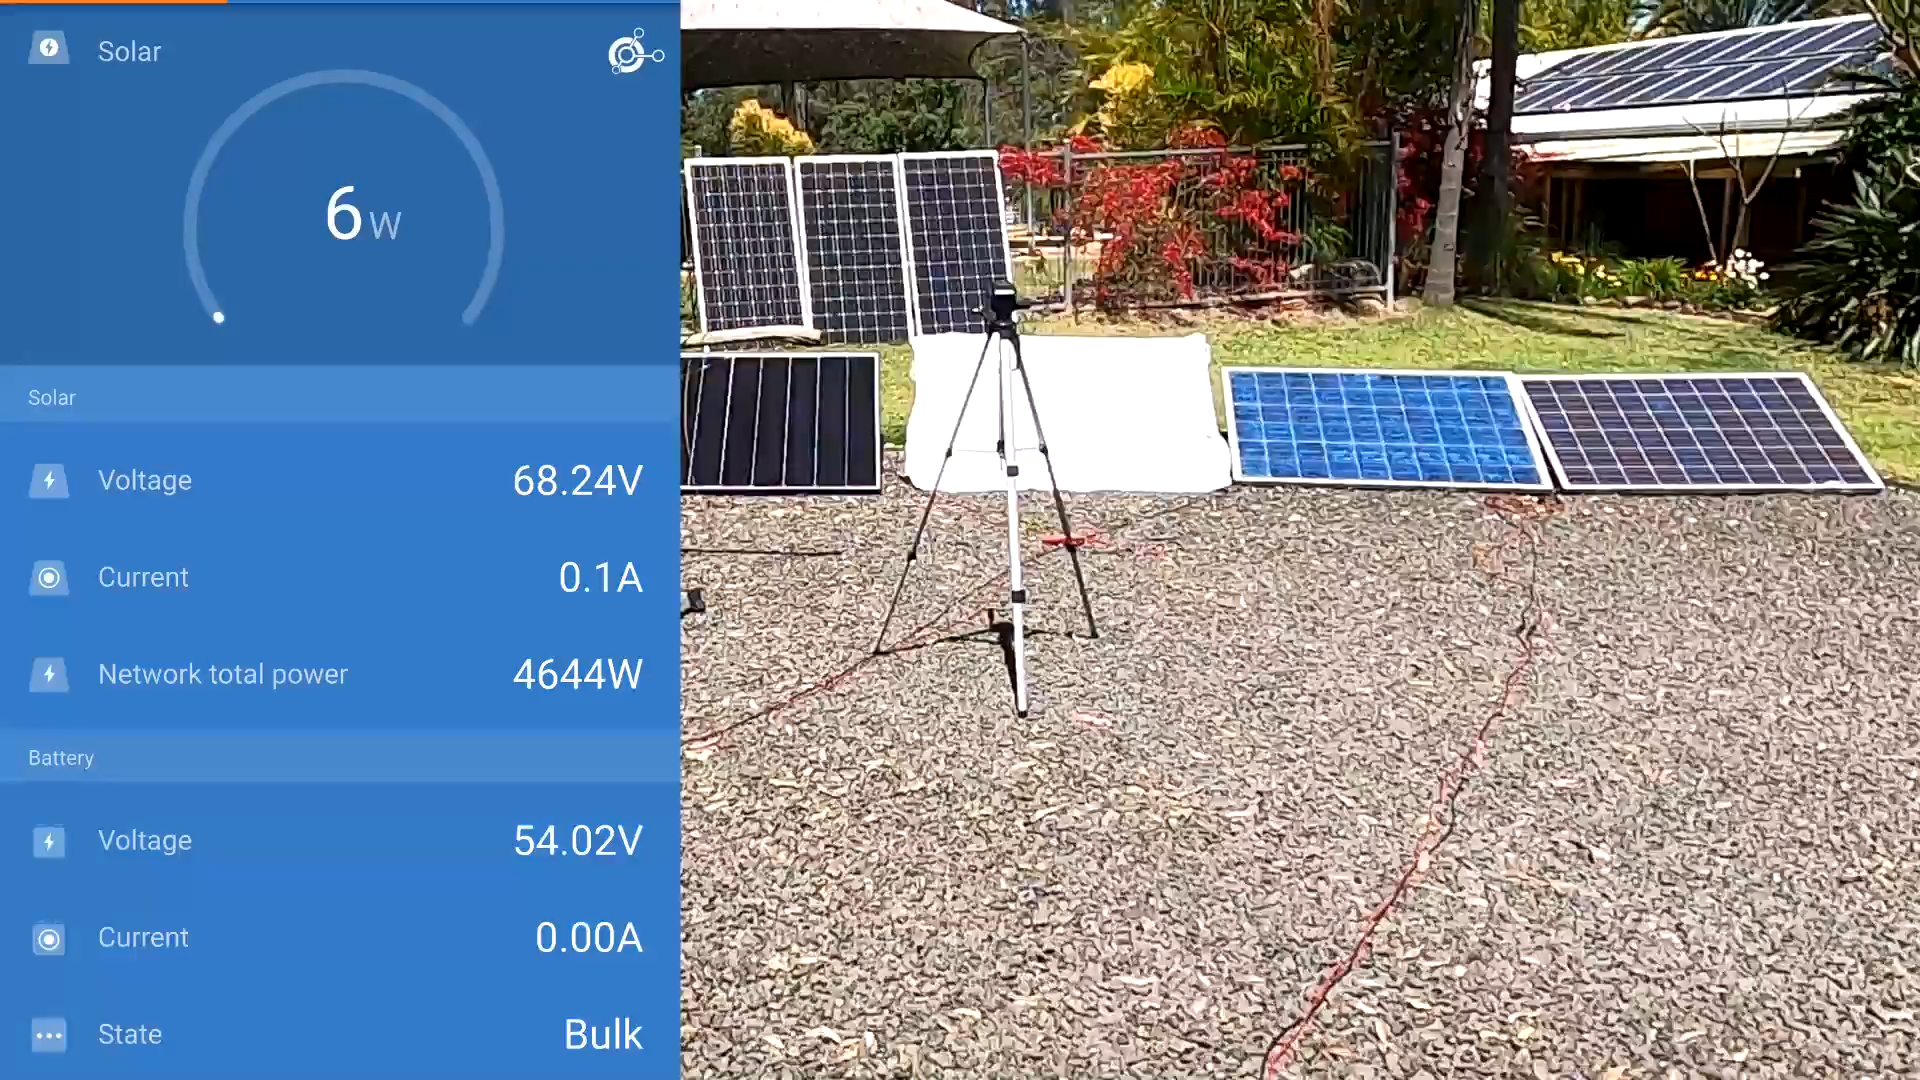 Solar
6 W
Solar
Voltage 68.24V
Current 0.1A
Network total power 4644W
Battery
Voltage 54.02V
Current 0.00A
State Bulk